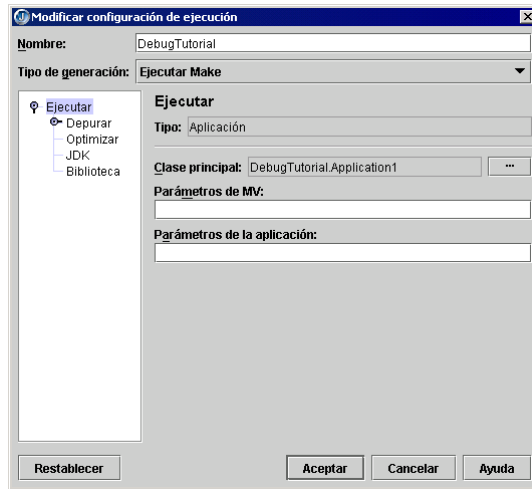 Modificar configuración de ejecución
Nombre: DebugTutorial
Tipo de generación: Ejecutar Make
Ejecutar
Depurar
Optimizar
JDK
Biblioteca
Ejecutar
Tipo: Aplicación
Clase principal: DebugTutorial.Application1 ...
Parámetros de MV:
Parámetros de la aplicación:
Restablecer Aceptar Cancelar Ayuda